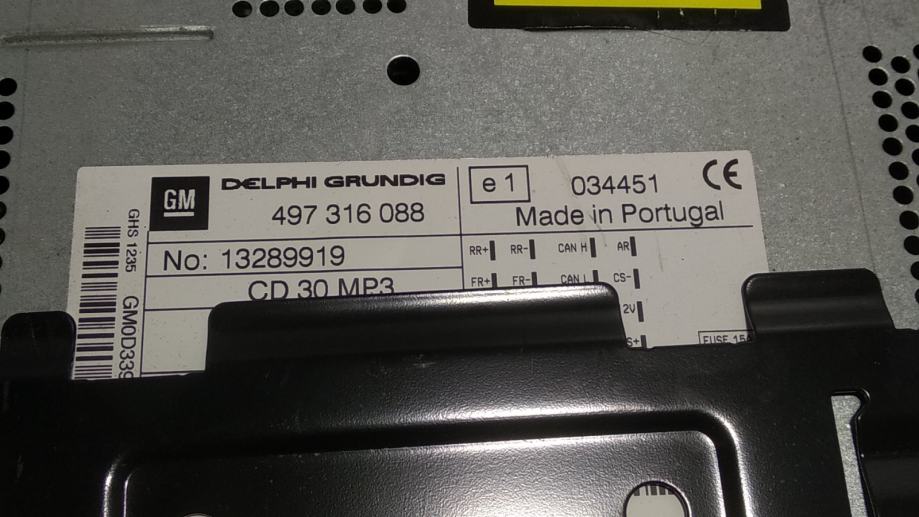 GM
DELPHI GRUNDIG
497 316 088
No: 13289919
CD 30 MP3
e1
034451
CE
Made in Portugal
RR+ RR- CAN H AR
FR+ FR- CAN L CS-
GHS 1235